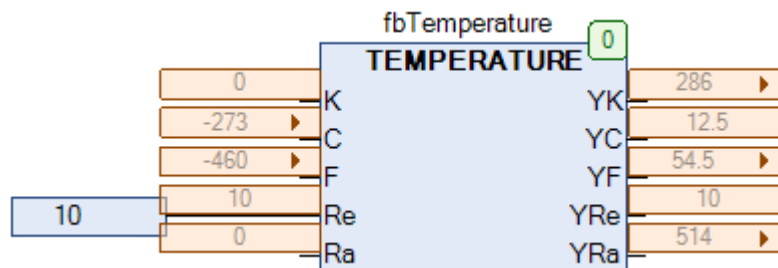 fbTemperature
0
TEMPERATURE
0 K YK 286
-273 C YC 12.5
-460 F YF 54.5
10 10 Re YRe 10
0 Ra YRa 514